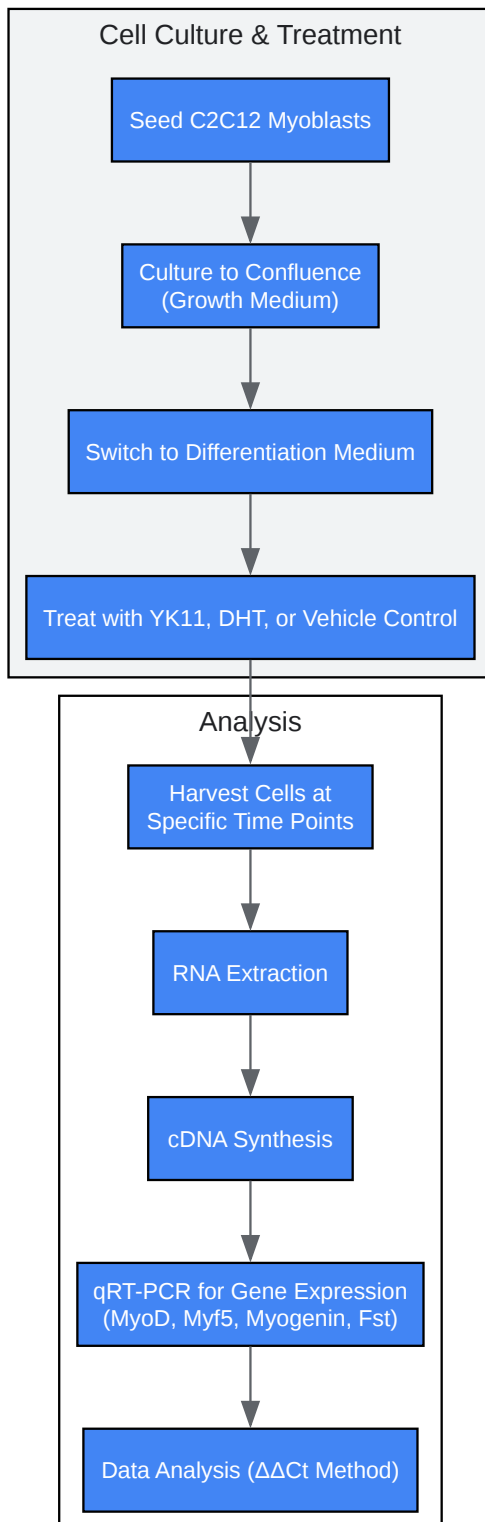 Cell Culture & Treatment
Seed C2C12 Myoblasts
Culture to Confluence
(Growth Medium)
Switch to Differentiation Medium
Treat with YK11, DHT, or Vehicle Control
Analysis
Harvest Cells at
Specific Time Points
RNA Extraction
cDNA Synthesis
qRT-PCR for Gene Expression
(MyoD, Myf5, Myogenin, Fst)
Data Analysis (ΔΔCt Method)